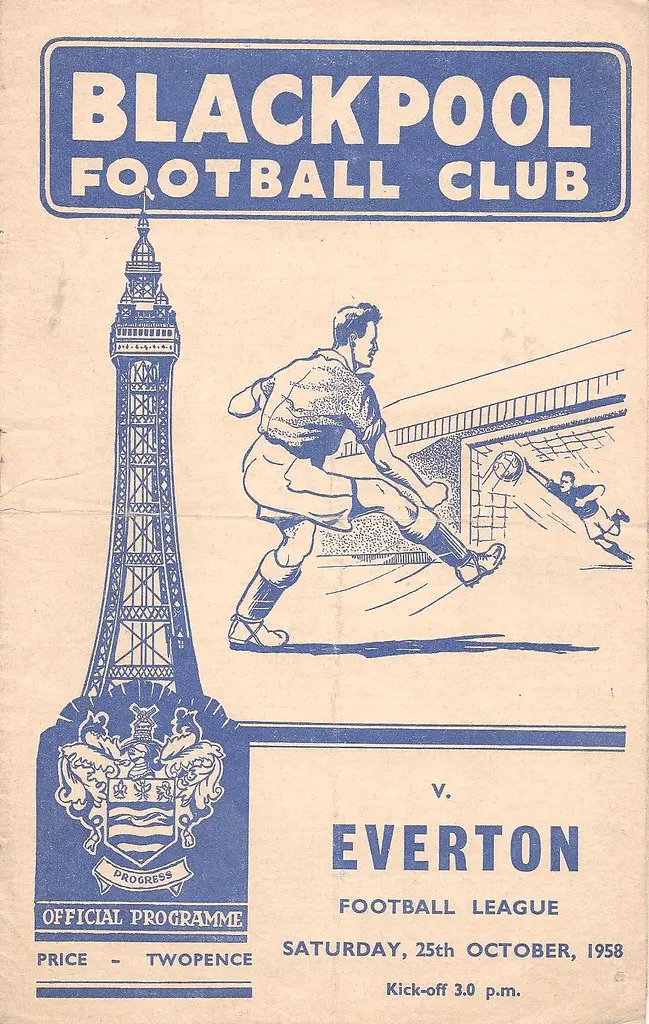 BLACKPOOL
FOOTBALL CLUB
PROGRESS
OFFICIAL PROGRAMME
PRICE - TWOPENCE
V.
EVERTON
FOOTBALL LEAGUE
SATURDAY, 25th OCTOBER, 1958
Kick-off 3.0 p.m.